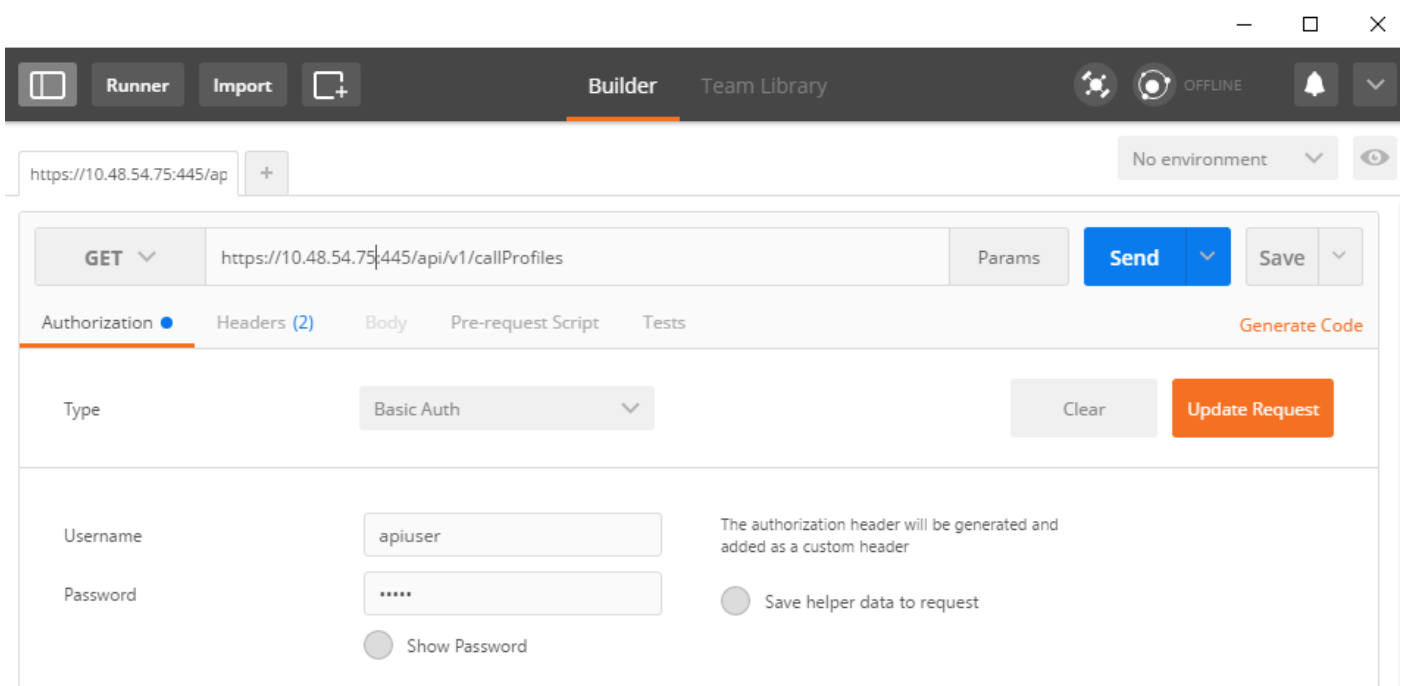 Runner Import Builder Team Library OFFLINE
https://10.48.54.75:445/ap + No environment
GET https://10.48.54.75:445/api/v1/callProfiles Params Send Save
Authorization Headers (2) Body Pre-request Script Tests Generate Code
Type Basic Auth Clear Update Request
Username apiuser The authorization header will be generated and
added as a custom header
Password •••••
Save helper data to request
Show Password